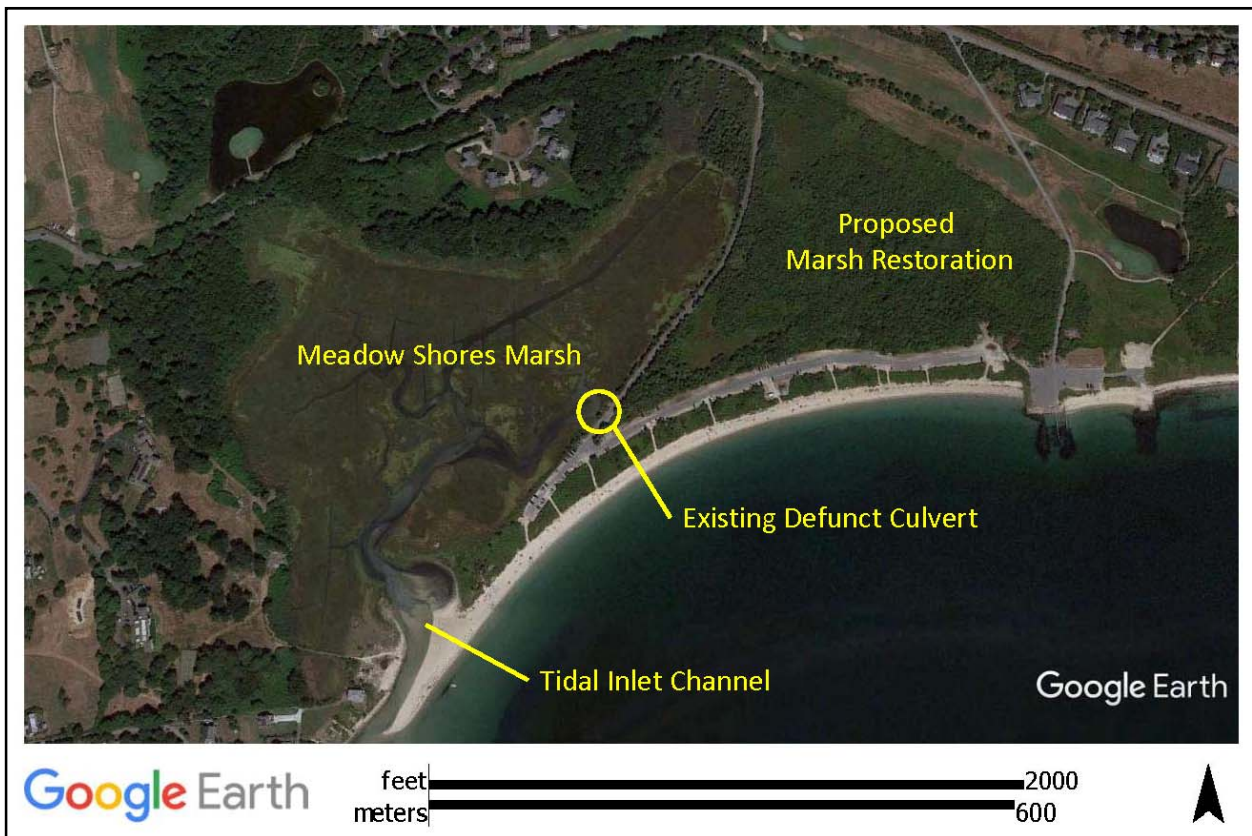 Proposed
Marsh Restoration
Meadow Shores Marsh
Existing Defunct Culvert
Tidal Inlet Channel
Google Earth
Google Earth
feet 2000
meters 600